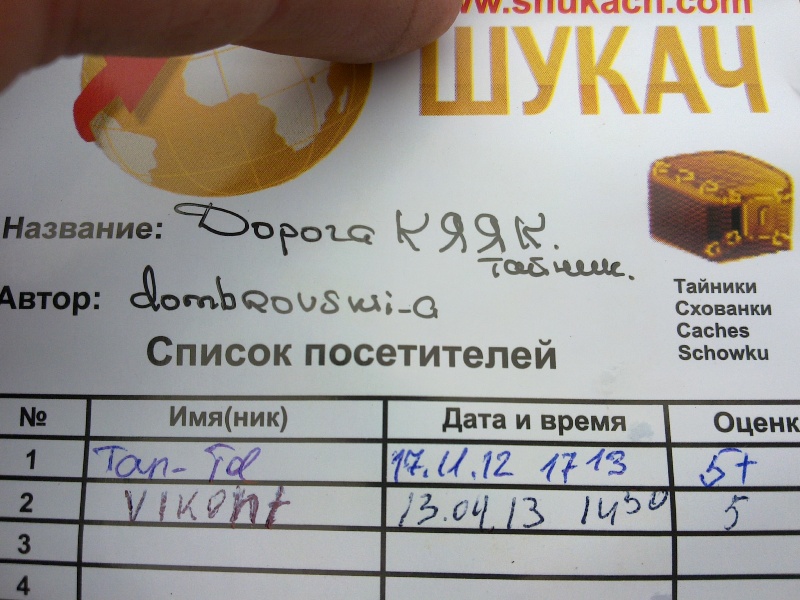 www.shukach.com
ШУКАЧ
Название: Дорога КЯЯК.
тайник.
Автор: dombrovski-a
Тайники
Схованки
Caches
Schowku
Список посетителей
№ Имя(ник) Дата и время Оценк
1 Tan-Tal 17.11.12 17 13 5+
2 VIKONT 13.04.13 14 50 5
3
4